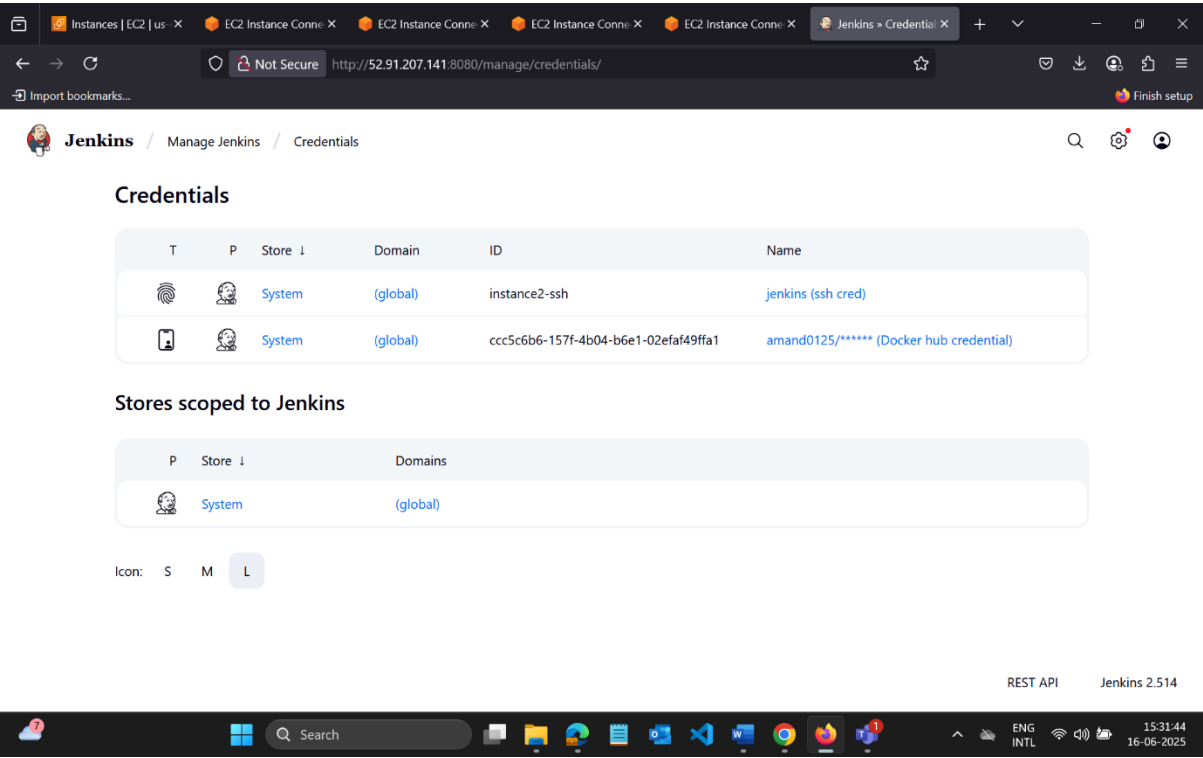 Instances | EC2 | us-
EC2 Instance Conne
EC2 Instance Conne
EC2 Instance Conne
EC2 Instance Conne
Jenkins » Credential
Not Secure http://52.91.207.141:8080/manage/credentials/
Import bookmarks...
Finish setup
Jenkins / Manage Jenkins / Credentials
Credentials
T P Store ↓ Domain ID Name
System (global) instance2-ssh jenkins (ssh cred)
System (global) ccc5c6b6-157f-4b04-b6e1-02efaf49ffa1 amand0125/****** (Docker hub credential)
Stores scoped to Jenkins
P Store ↓ Domains
System (global)
Icon: S M L
REST API Jenkins 2.514
7
Search
1
ENG
INTL
15:31:44
16-06-2025